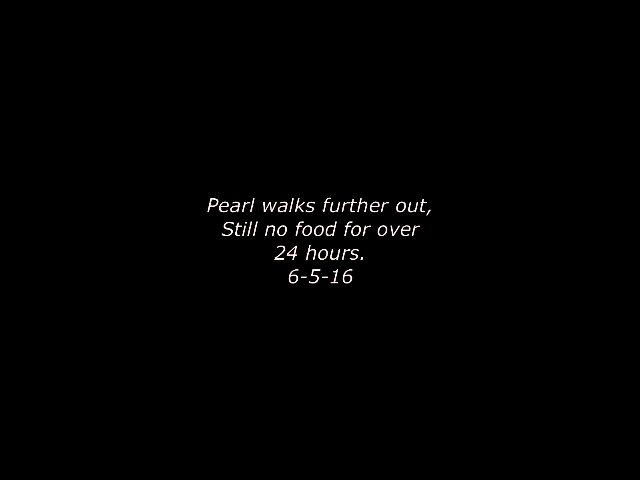 Pearl walks further out,
Still no food for over
24 hours.
6-5-16